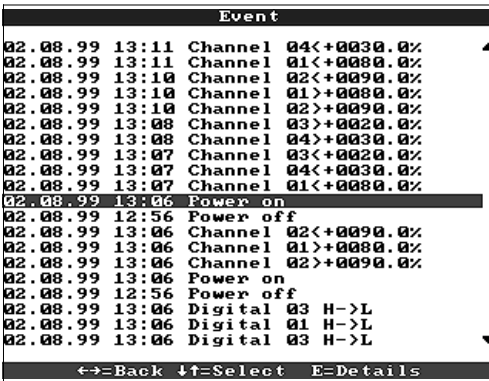 Event
02.08.99 13:11 Channel 04<+0030.0%
02.08.99 13:11 Channel 01<+0080.0%
02.08.99 13:10 Channel 02<+0090.0%
02.08.99 13:10 Channel 01>+0080.0%
02.08.99 13:10 Channel 02>+0090.0%
02.08.99 13:08 Channel 03>+0020.0%
02.08.99 13:08 Channel 04>+0030.0%
02.08.99 13:07 Channel 03<+0020.0%
02.08.99 13:07 Channel 04<+0030.0%
02.08.99 13:07 Channel 01<+0080.0%
02.08.99 13:06 Power on
02.08.99 12:56 Power off
02.08.99 13:06 Channel 02<+0090.0%
02.08.99 13:06 Channel 01>+0080.0%
02.08.99 13:06 Channel 02>+0090.0%
02.08.99 13:06 Power on
02.08.99 12:56 Power off
02.08.99 13:06 Digital 03 H->L
02.08.99 13:06 Digital 01 H->L
02.08.99 13:06 Digital 03 H->L
←→=Back ↓↑=Select E=Details